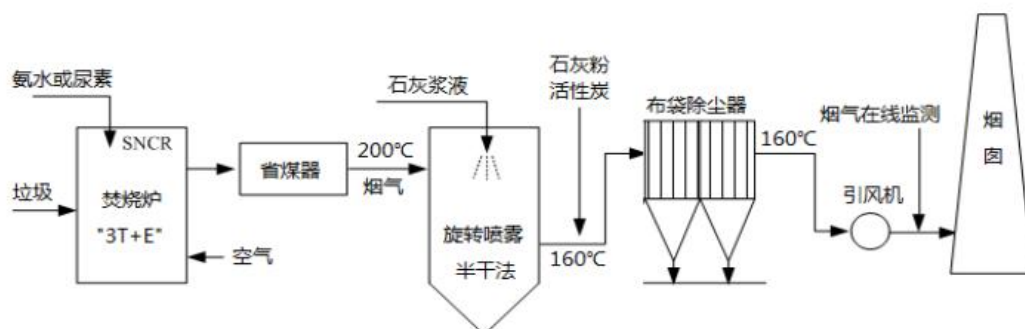 氨水或尿素
SNCR
垃圾
焚烧炉
"3T+E"
空气
省煤器
200℃
烟气
石灰浆液
旋转喷雾
半干法
160℃
石灰粉
活性炭
布袋除尘器
160℃
烟气在线监测
引风机
烟
囱